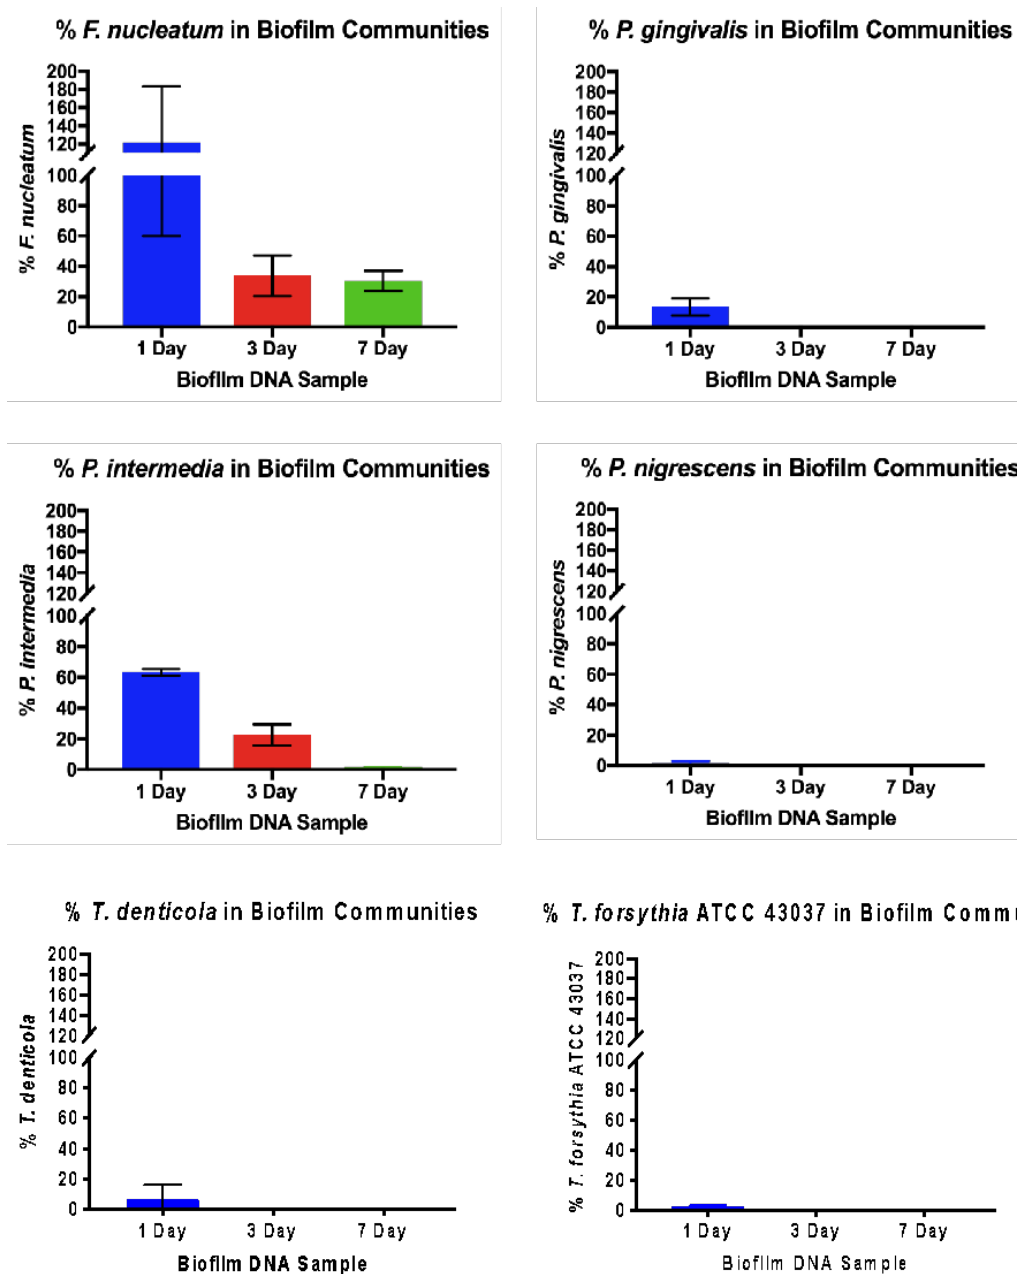 % F. nucleatum in Biofilm Communities
200
180
160
140
120
100
80
60
40
20
0
% F. nucleatum
1 Day 3 Day 7 Day
Biofilm DNA Sample
% P. gingivalis in Biofilm Communities
200
180
160
140
120
100
80
60
40
20
0
% P. gingivalis
1 Day 3 Day 7 Day
Biofilm DNA Sample
% P. intermedia in Biofilm Communities
200
180
160
140
120
100
80
60
40
20
0
% P. intermedia
1 Day 3 Day 7 Day
Biofilm DNA Sample
% P. nigrescens in Biofilm Communities
200
180
160
140
120
100
80
60
40
20
0
% P. nigrescens
1 Day 3 Day 7 Day
Biofilm DNA Sample
% T. denticola in Biofilm Communities
200
180
160
140
120
100
80
60
40
20
0
% T. denticola
1 Day 3 Day 7 Day
Biofilm DNA Sample
% T. forsythia ATCC 43037 in Biofilm Commu
200
180
160
140
120
100
80
60
40
20
0
% T. forsythia ATCC 43037
1 Day 3 Day 7 Day
Biofilm DNA Sample